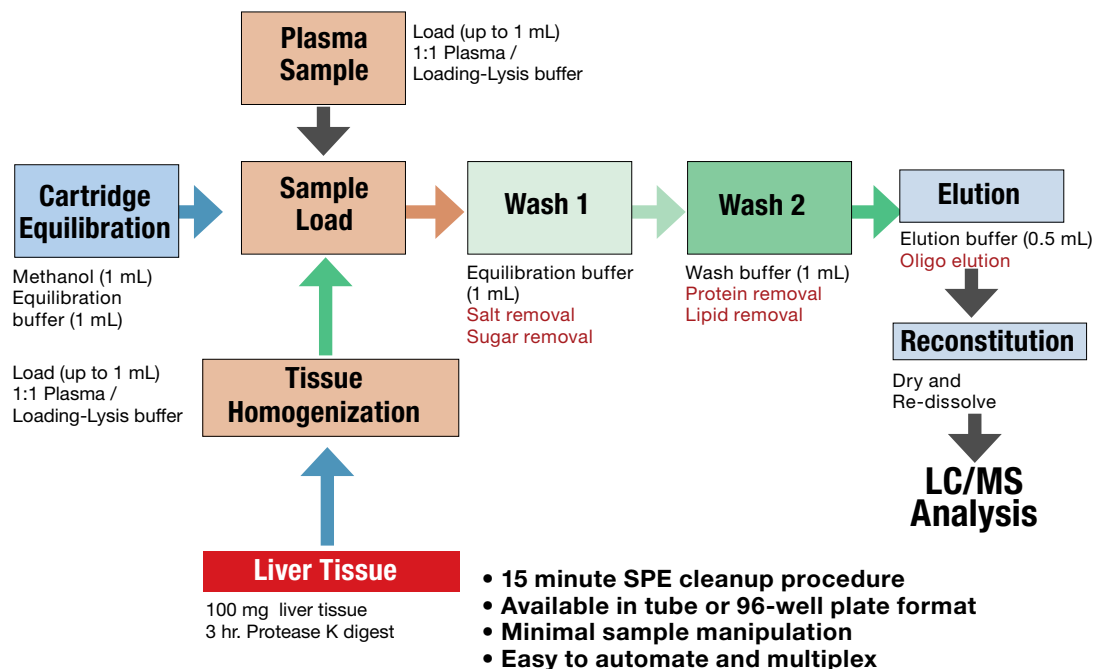 Plasma
Sample
Load (up to 1 mL)
1:1 Plasma /
Loading-Lysis buffer
Cartridge
Equilibration
Methanol (1 mL)
Equilibration
buffer (1 mL)
Sample
Load
Wash 1
Equilibration buffer
(1 mL)
Salt removal
Sugar removal
Wash 2
Wash buffer (1 mL)
Protein removal
Lipid removal
Elution
Elution buffer (0.5 mL)
Oligo elution
Reconstitution
Dry and
Re-dissolve
LC/MS
Analysis
Load (up to 1 mL)
1:1 Plasma /
Loading-Lysis buffer
Tissue
Homogenization
Liver Tissue
100 mg liver tissue
3 hr. Protease K digest
• 15 minute SPE cleanup procedure
• Available in tube or 96-well plate format
• Minimal sample manipulation
• Easy to automate and multiplex